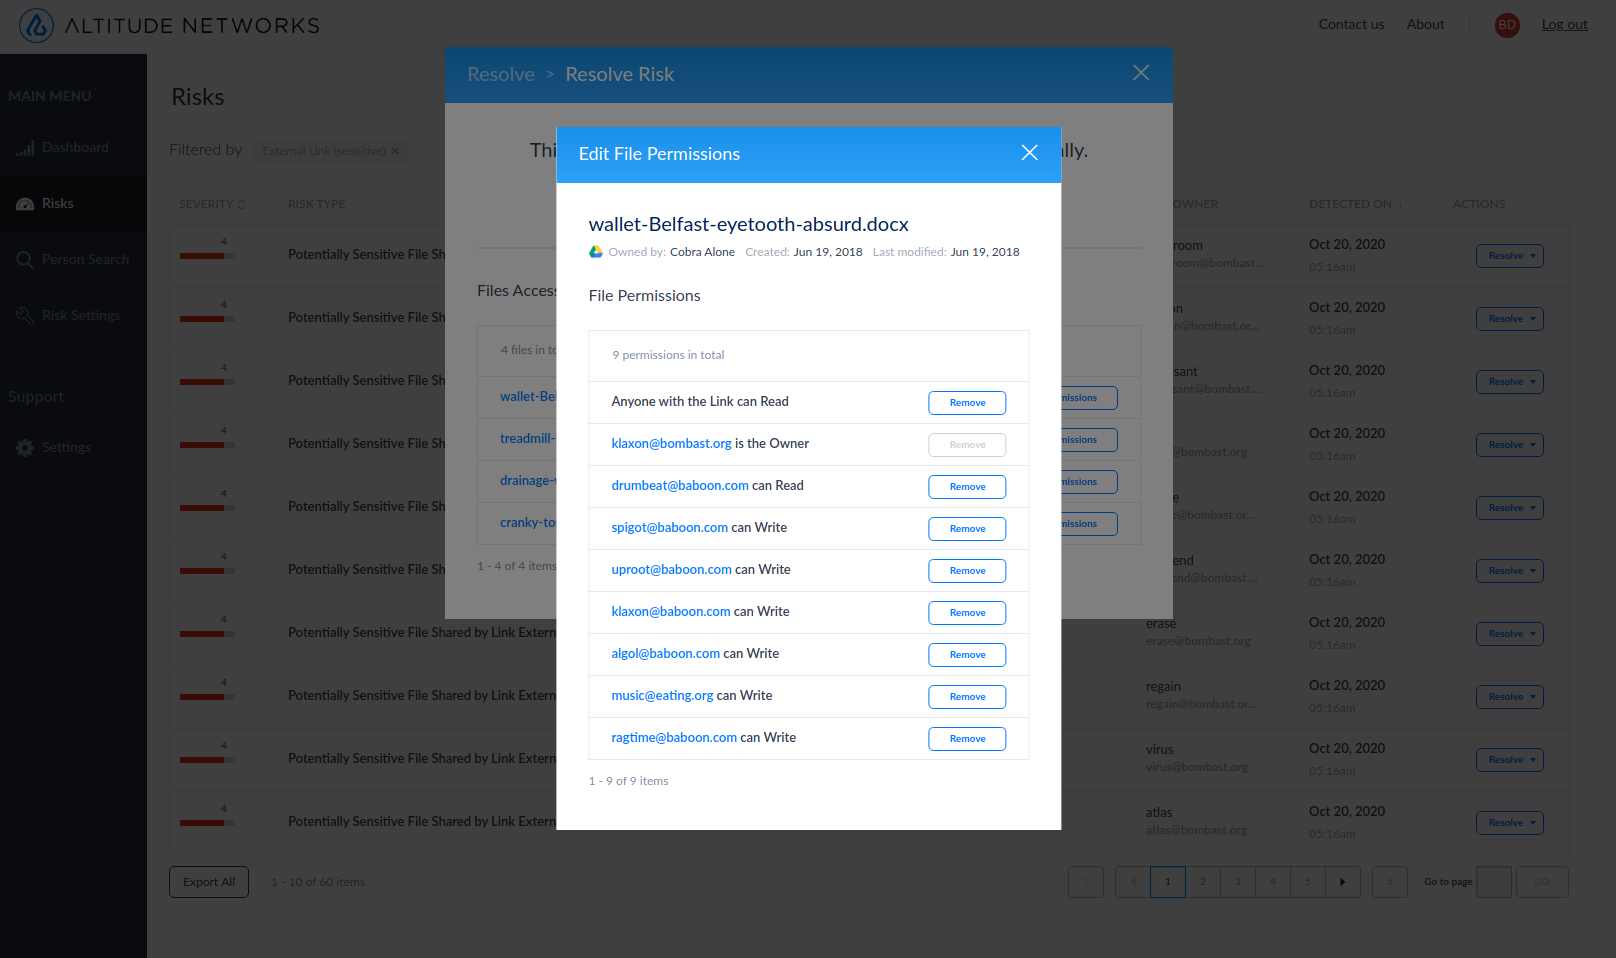 ALTITUDE NETWORKS
Contact us About BD Log out
MAIN MENU
Dashboard
Risks
Person Search
Risk Settings
Support
Settings
Risks
Filtered by External Link (sensitive) ×
SEVERITY RISK TYPE OWNER DETECTED ON ↓ ACTIONS
4
Potentially Sensitive File Sh
room
room@bombast...
Oct 20, 2020
05:16am
Resolve
4
Potentially Sensitive File Sh
n@bombast.or...
Oct 20, 2020
05:16am
Resolve
4
Potentially Sensitive File Sh
sant
sant@bombast....
Oct 20, 2020
05:16am
Resolve
4
Potentially Sensitive File Sh
@bombast.org
Oct 20, 2020
05:16am
Resolve
4
Potentially Sensitive File Sh
e
e@bombast.or...
Oct 20, 2020
05:16am
Resolve
4
Potentially Sensitive File Sh
end
end@bombast....
Oct 20, 2020
05:16am
Resolve
4
Potentially Sensitive File Shared by Link Extern
erase
erase@bombast.org
Oct 20, 2020
05:16am
Resolve
4
Potentially Sensitive File Shared by Link Extern
regain
regain@bombast.or...
Oct 20, 2020
05:16am
Resolve
4
Potentially Sensitive File Shared by Link Extern
virus
virus@bombast.org
Oct 20, 2020
05:16am
Resolve
4
Potentially Sensitive File Shared by Link Extern
atlas
atlas@bombast.org
Oct 20, 2020
05:16am
Resolve
Export All 1 - 10 of 60 items
1 1 2 3 4 5 6 Go to page GO
Resolve > Resolve Risk
Thi
lly.
Files Access
4 files in to
wallet-Bel
missions
treadmill-
missions
drainage-
missions
cranky-to
missions
1 - 4 of 4 items
Edit File Permissions
wallet-Belfast-eyetooth-absurd.docx
Owned by: Cobra Alone Created: Jun 19, 2018 Last modified: Jun 19, 2018
File Permissions
9 permissions in total
Anyone with the Link can Read Remove
klaxon@bombast.org is the Owner Remove
drumbeat@baboon.com can Read Remove
spigot@baboon.com can Write Remove
uproot@baboon.com can Write Remove
klaxon@baboon.com can Write Remove
algol@baboon.com can Write Remove
music@eating.org can Write Remove
ragtime@baboon.com can Write Remove
1 - 9 of 9 items